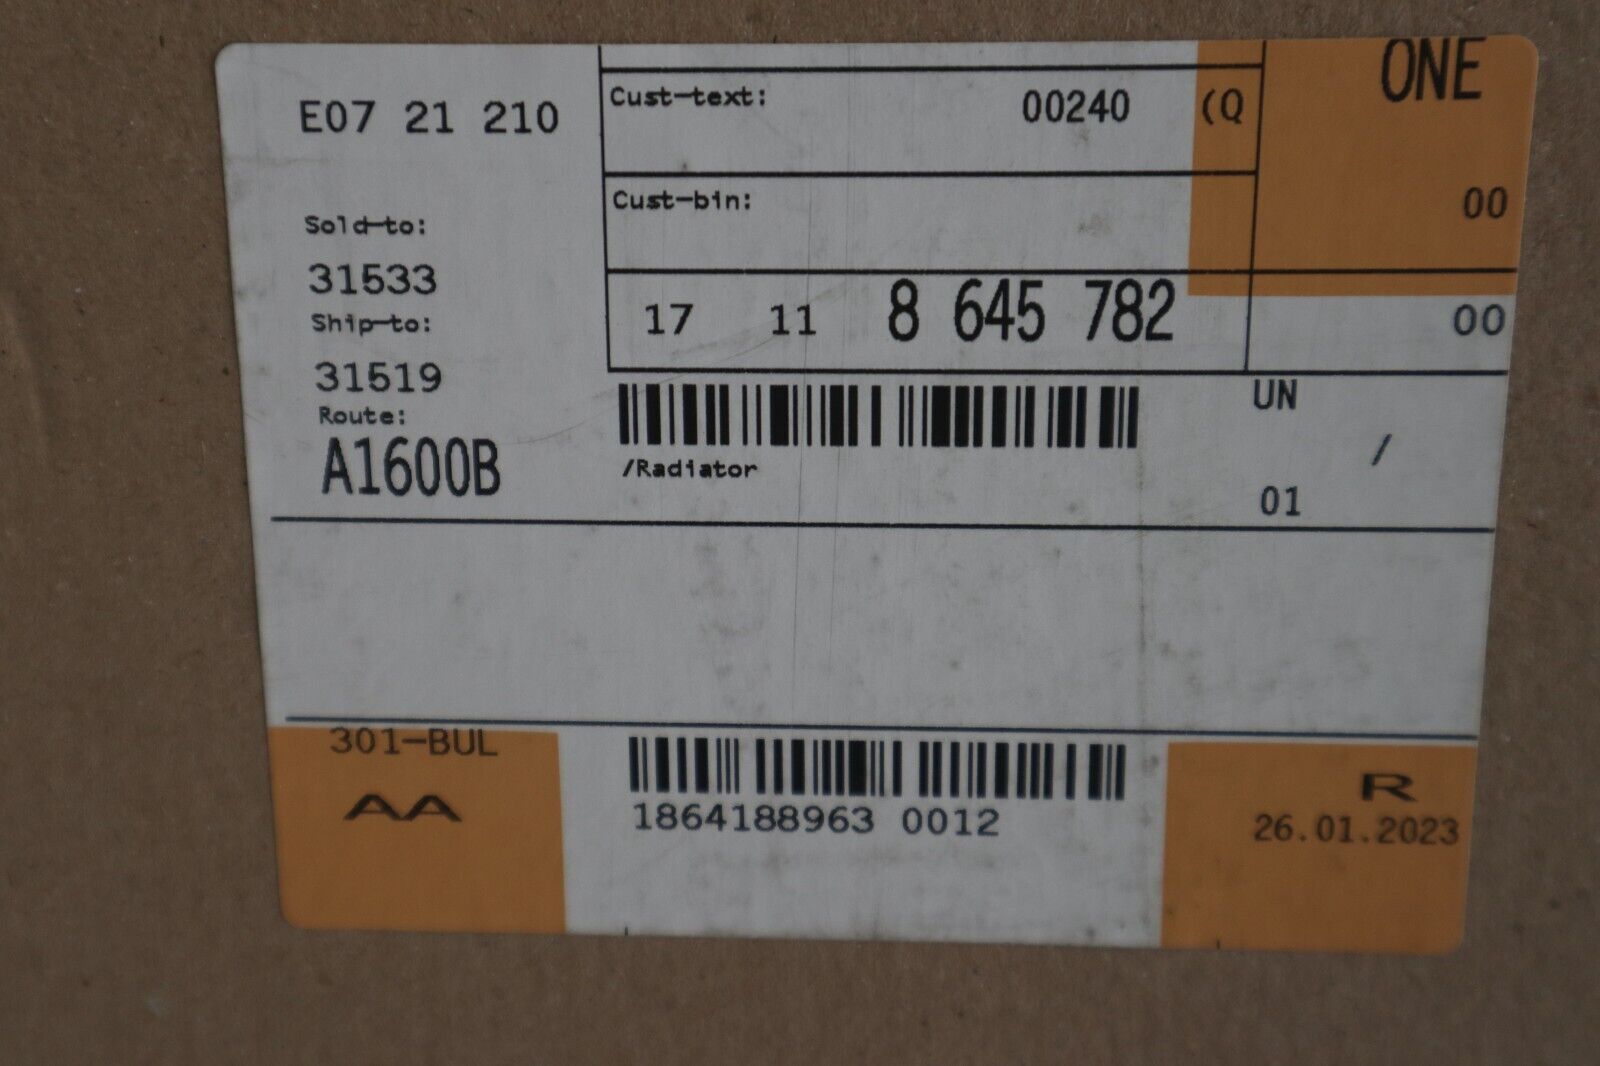 ONE
E07 21 210
Cust-text: 00240 (Q
00
Cust-bin:
Sold-to:
31533
17 11 8 645 782
00
Ship-to:
31519
UN
/
Route:
A1600B
/Radiator
01
301-BUL
AA
1864188963 0012
R
26.01.2023